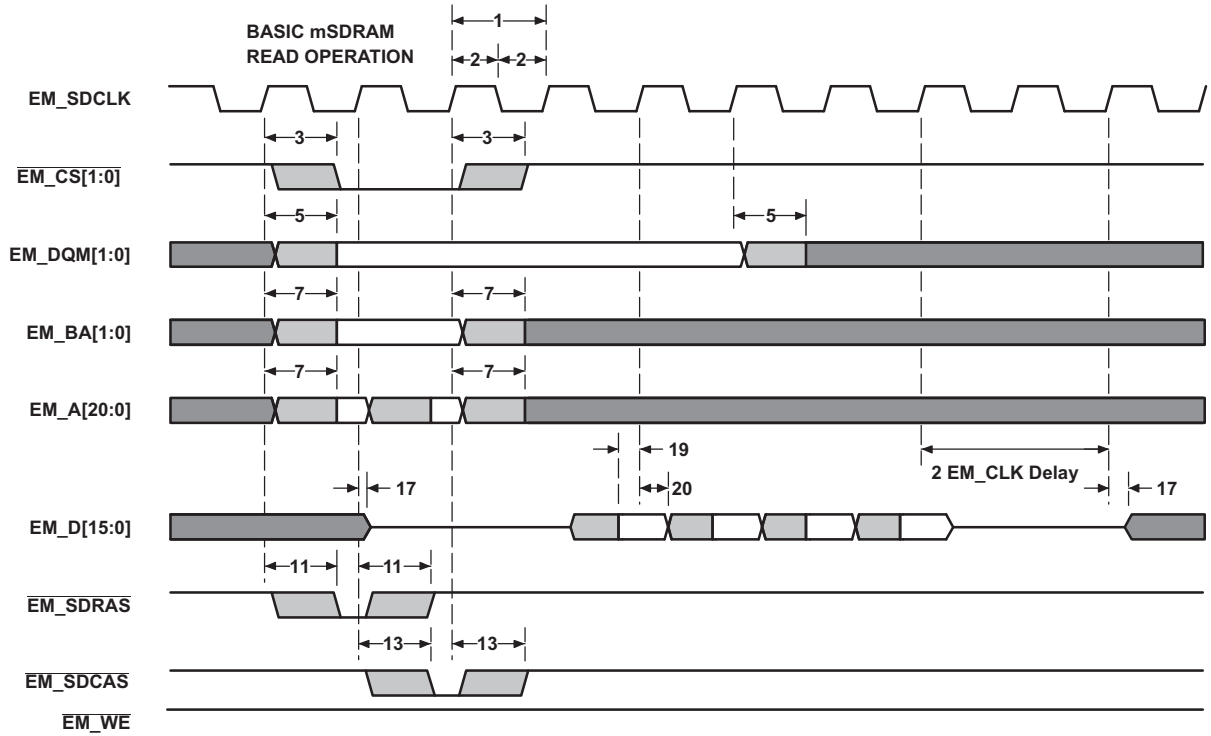 BASIC mSDRAM
READ OPERATION
1
2 2
EM_SDCLK
3 3
EM_CS[1:0]
5 5
EM_DQM[1:0]
7 7
EM_BA[1:0]
7 7
EM_A[20:0]
19
2 EM_CLK Delay
17 20 17
EM_D[15:0]
11 11
EM_SDRAS
13 13
EM_SDCAS
EM_WE